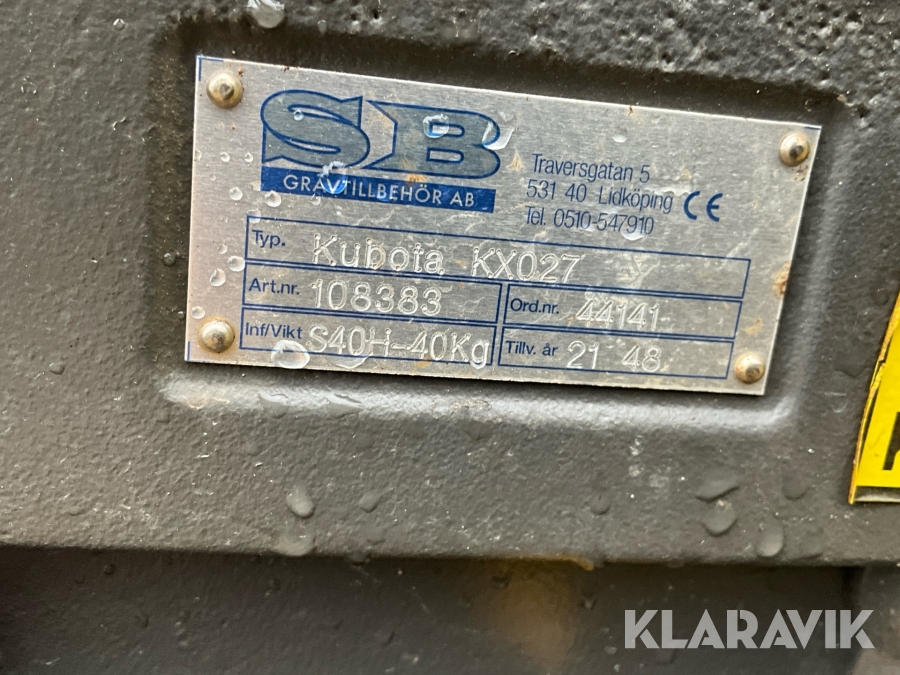 SB
GRÄVTILLBEHÖR AB
Traversgatan 5
531 40 Lidköping
Tel. 0510-547910
CE
Typ. Kubota KX027
Art.nr. 108383 Ord.nr. 44141
Inf/Vikt S40H-40Kg Tillv. år 21 48
KLARAVIK